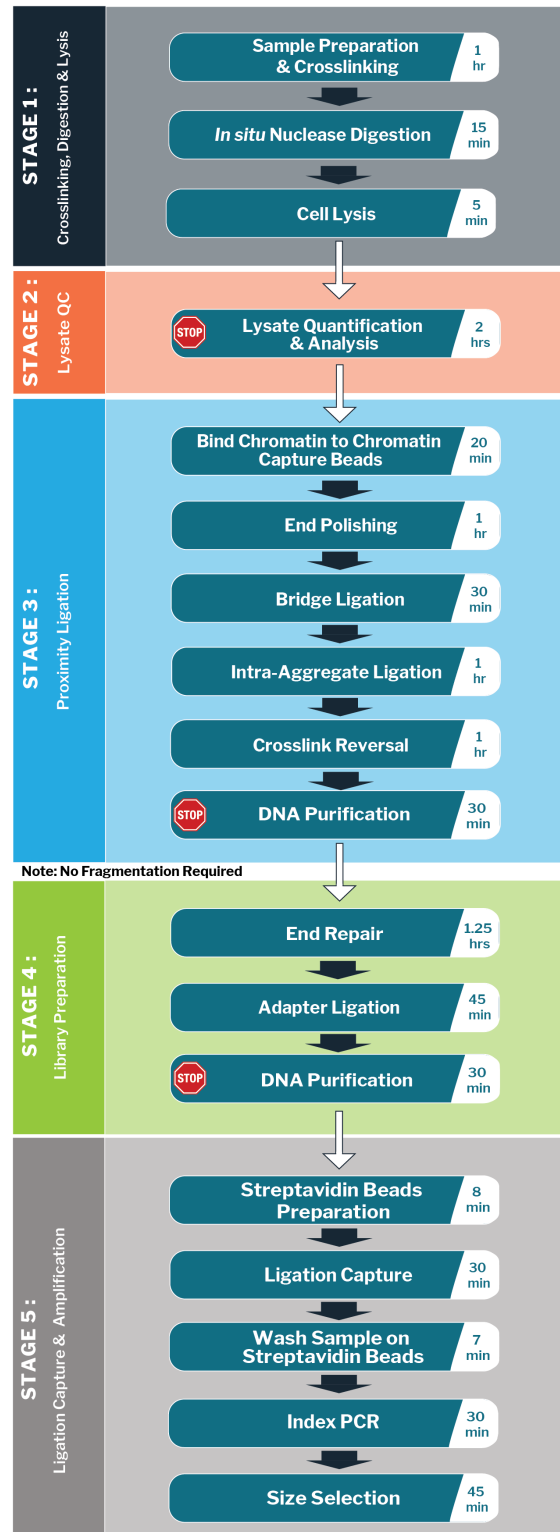 STAGE 1 :
Crosslinking, Digestion & Lysis
Sample Preparation
& Crosslinking
1
hr
In situ Nuclease Digestion
15
min
Cell Lysis
5
min
STAGE 2 :
Lysate QC
STOP
Lysate Quantification
& Analysis
2
hrs
STAGE 3 :
Proximity Ligation
Bind Chromatin to Chromatin
Capture Beads
20
min
End Polishing
1
hr
Bridge Ligation
30
min
Intra-Aggregate Ligation
1
hr
Crosslink Reversal
1
hr
STOP
DNA Purification
30
min
Note: No Fragmentation Required
STAGE 4 :
Library Preparation
End Repair
1.25
hrs
Adapter Ligation
45
min
STOP
DNA Purification
30
min
STAGE 5 :
Ligation Capture & Amplification
Streptavidin Beads
Preparation
8
min
Ligation Capture
30
min
Wash Sample on
Streptavidin Beads
7
min
Index PCR
30
min
Size Selection
45
min